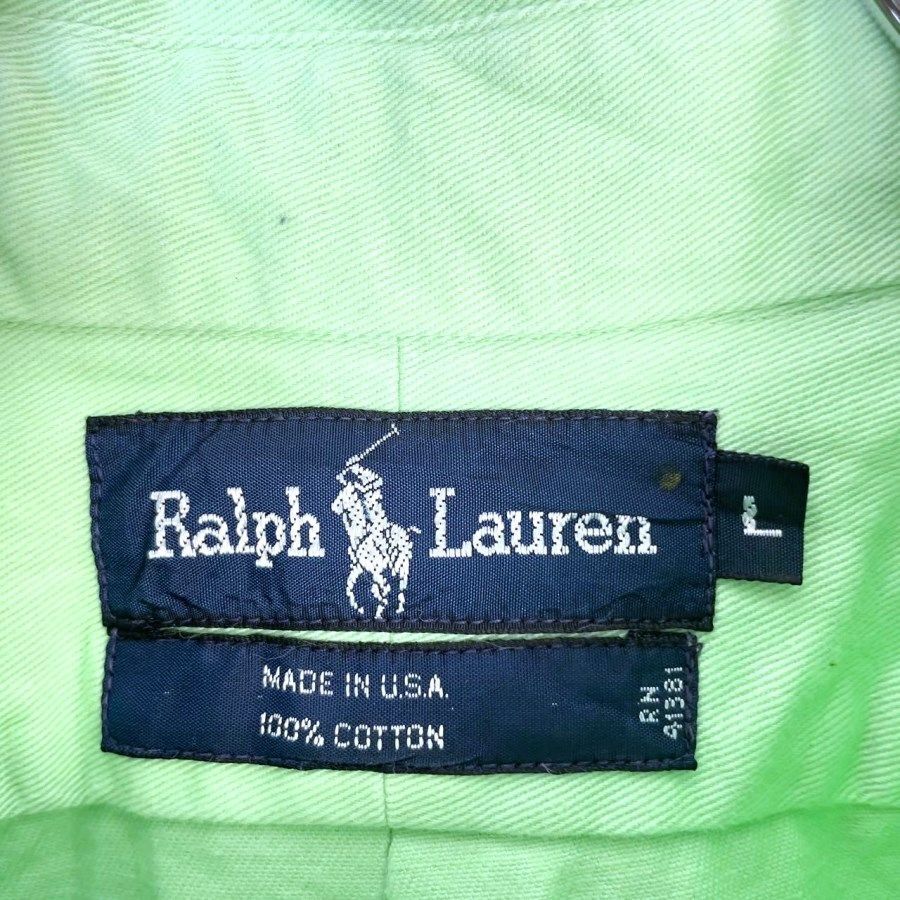 Ralph Lauren
L
MADE IN U.S.A.
100% COTTON
RN
41381